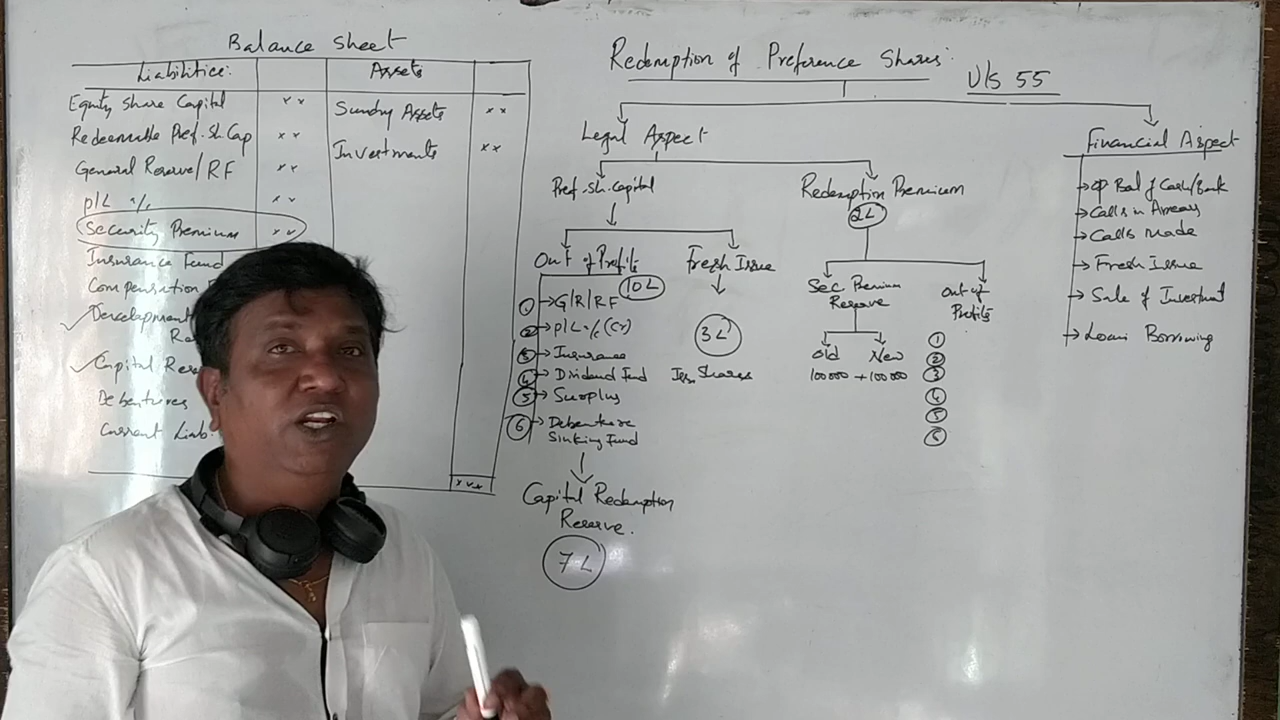 Balance Sheet
Liabilities: Assets
Equity Share Capital x x Sundry Assets x x
Redeemable Pref. Sh. Cap x x Investments x x
General Reserve/RF x x
P/L A/c x x
Security Premium x x
Insurance Fund
Compensation
Development
Capital Rese
Debentures
Current Liab.
x x x
Redemption of Preference Shares:
U/s 55
Legal Aspect
Pref. sh. capital
Out of Profits
10L
① G/R/RF
② P/L A/c (Cr)
③ Insurance
④ Dividend Fund
⑤ Surplus
⑥ Debenture
Sinking Fund
Capital Redemption
Reserve.
7L
Fresh Issue
3L
Shares
Redemption Premium
2L
Sec Premium
Reserve
Old New
100000 + 100000
Out of
Profits
①
②
③
④
⑤
⑥
Financial Aspect
OP Bal of Cash/Bank
Calls in Arrears
Calls made
Fresh Issue
Sale of Investment
Loan Borrowing